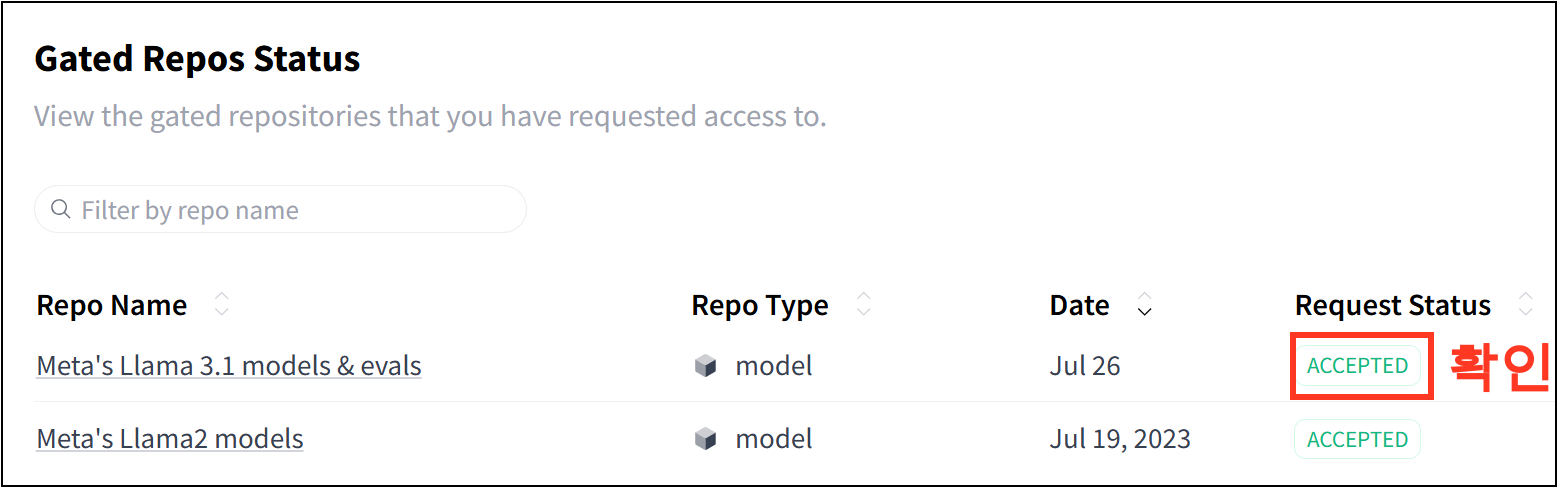 Gated Repos Status
View the gated repositories that you have requested access to.
Filter by repo name
Repo Name Repo Type Date Request Status
Meta's Llama 3.1 models & evals model Jul 26 ACCEPTED 확인
Meta's Llama2 models model Jul 19, 2023 ACCEPTED